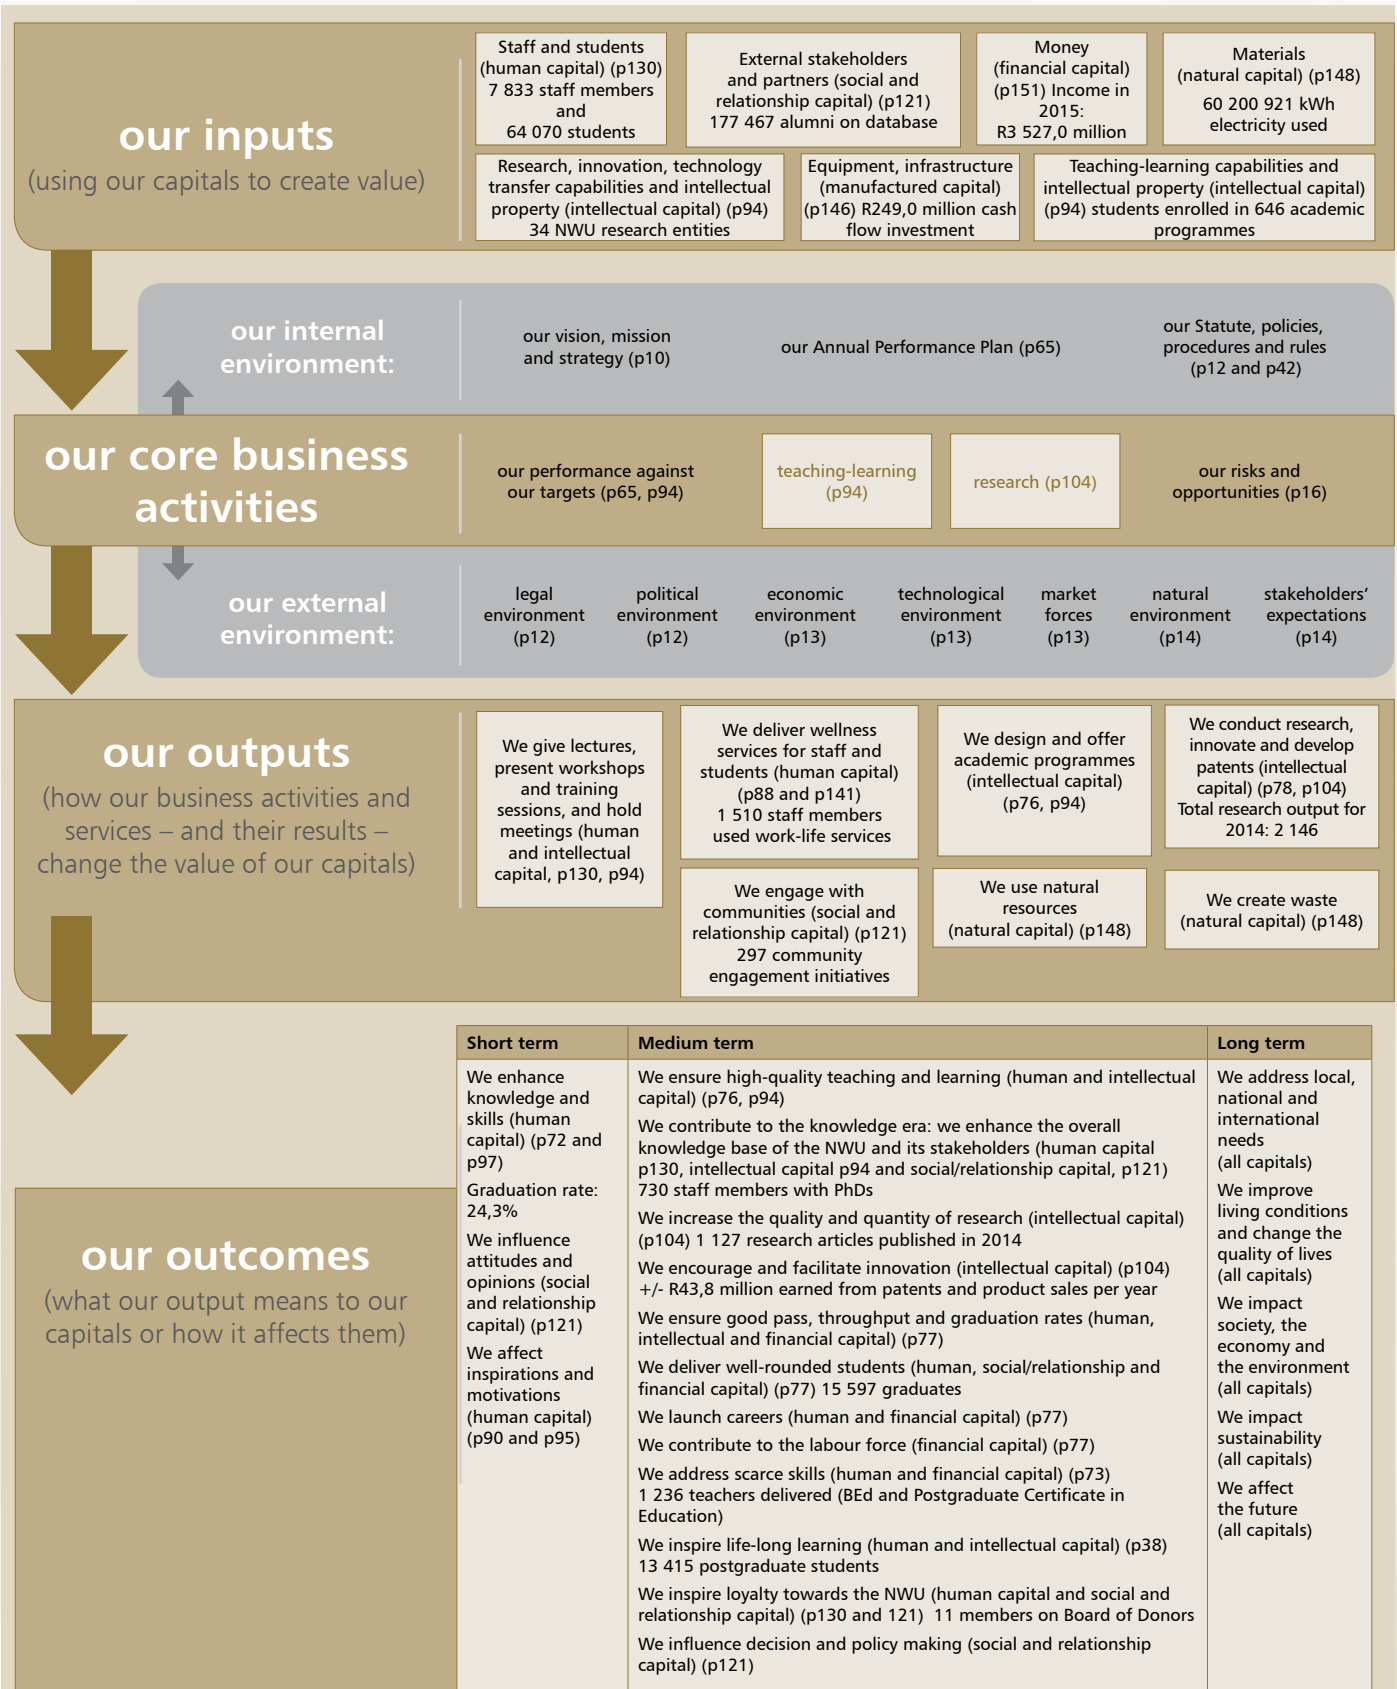 our inputs
(using our capitals to create value)
Staff and students
(human capital) (p130)
7 833 staff members
and
64 070 students
External stakeholders
and partners (social and
relationship capital) (p121)
177 467 alumni on database
Money
(financial capital)
(p151) Income in
2015:
R3 527,0 million
Materials
(natural capital) (p148)
60 200 921 kWh
electricity used
Research, innovation, technology
transfer capabilities and intellectual
property (intellectual capital) (p94)
34 NWU research entities
Equipment, infrastructure
(manufactured capital)
(p146) R249,0 million cash
flow investment
Teaching-learning capabilities and
intellectual property (intellectual capital)
(p94) students enrolled in 646 academic
programmes
our internal
environment:
our vision, mission
and strategy (p10)
our Annual Performance Plan (p65)
our Statute, policies,
procedures and rules
(p12 and p42)
our core business
activities
our performance against
our targets (p65, p94)
teaching-learning
(p94)
research (p104)
our risks and
opportunities (p16)
our external
environment:
legal
environment
(p12)
political
environment
(p12)
economic
environment
(p13)
technological
environment
(p13)
market
forces
(p13)
natural
environment
(p14)
stakeholders’
expectations
(p14)
our outputs
(how our business activities and
services – and their results –
change the value of our capitals)
We give lectures,
present workshops
and training
sessions, and hold
meetings (human
and intellectual
capital, p130, p94)
We deliver wellness
services for staff and
students (human capital)
(p88 and p141)
1 510 staff members
used work-life services
We design and offer
academic programmes
(intellectual capital)
(p76, p94)
We conduct research,
innovate and develop
patents (intellectual
capital) (p78, p104)
Total research output for
2014: 2 146
We engage with
communities (social and
relationship capital) (p121)
297 community
engagement initiatives
We use natural
resources
(natural capital) (p148)
We create waste
(natural capital) (p148)
our outcomes
(what our output means to our
capitals or how it affects them)
Short term
We enhance
knowledge and
skills (human
capital) (p72 and
p97)
Graduation rate:
24,3%
We influence
attitudes and
opinions (social
and relationship
capital) (p121)
We affect
inspirations and
motivations
(human capital)
(p90 and p95)
Medium term
We ensure high-quality teaching and learning (human and intellectual
capital) (p76, p94)
We contribute to the knowledge era: we enhance the overall
knowledge base of the NWU and its stakeholders (human capital
p130, intellectual capital p94 and social/relationship capital, p121)
730 staff members with PhDs
We increase the quality and quantity of research (intellectual capital)
(p104) 1 127 research articles published in 2014
We encourage and facilitate innovation (intellectual capital) (p104)
+/- R43,8 million earned from patents and product sales per year
We ensure good pass, throughput and graduation rates (human,
intellectual and financial capital) (p77)
We deliver well-rounded students (human, social/relationship and
financial capital) (p77) 15 597 graduates
We launch careers (human and financial capital) (p77)
We contribute to the labour force (financial capital) (p77)
We address scarce skills (human and financial capital) (p73)
1 236 teachers delivered (BEd and Postgraduate Certificate in
Education)
We inspire life-long learning (human and intellectual capital) (p38)
13 415 postgraduate students
We inspire loyalty towards the NWU (human capital and social and
relationship capital) (p130 and 121) 11 members on Board of Donors
We influence decision and policy making (social and relationship
capital) (p121)
Long term
We address local,
national and
international
needs
(all capitals)
We improve
living conditions
and change the
quality of lives
(all capitals)
We impact
society, the
economy and
the environment
(all capitals)
We impact
sustainability
(all capitals)
We affect
the future
(all capitals)